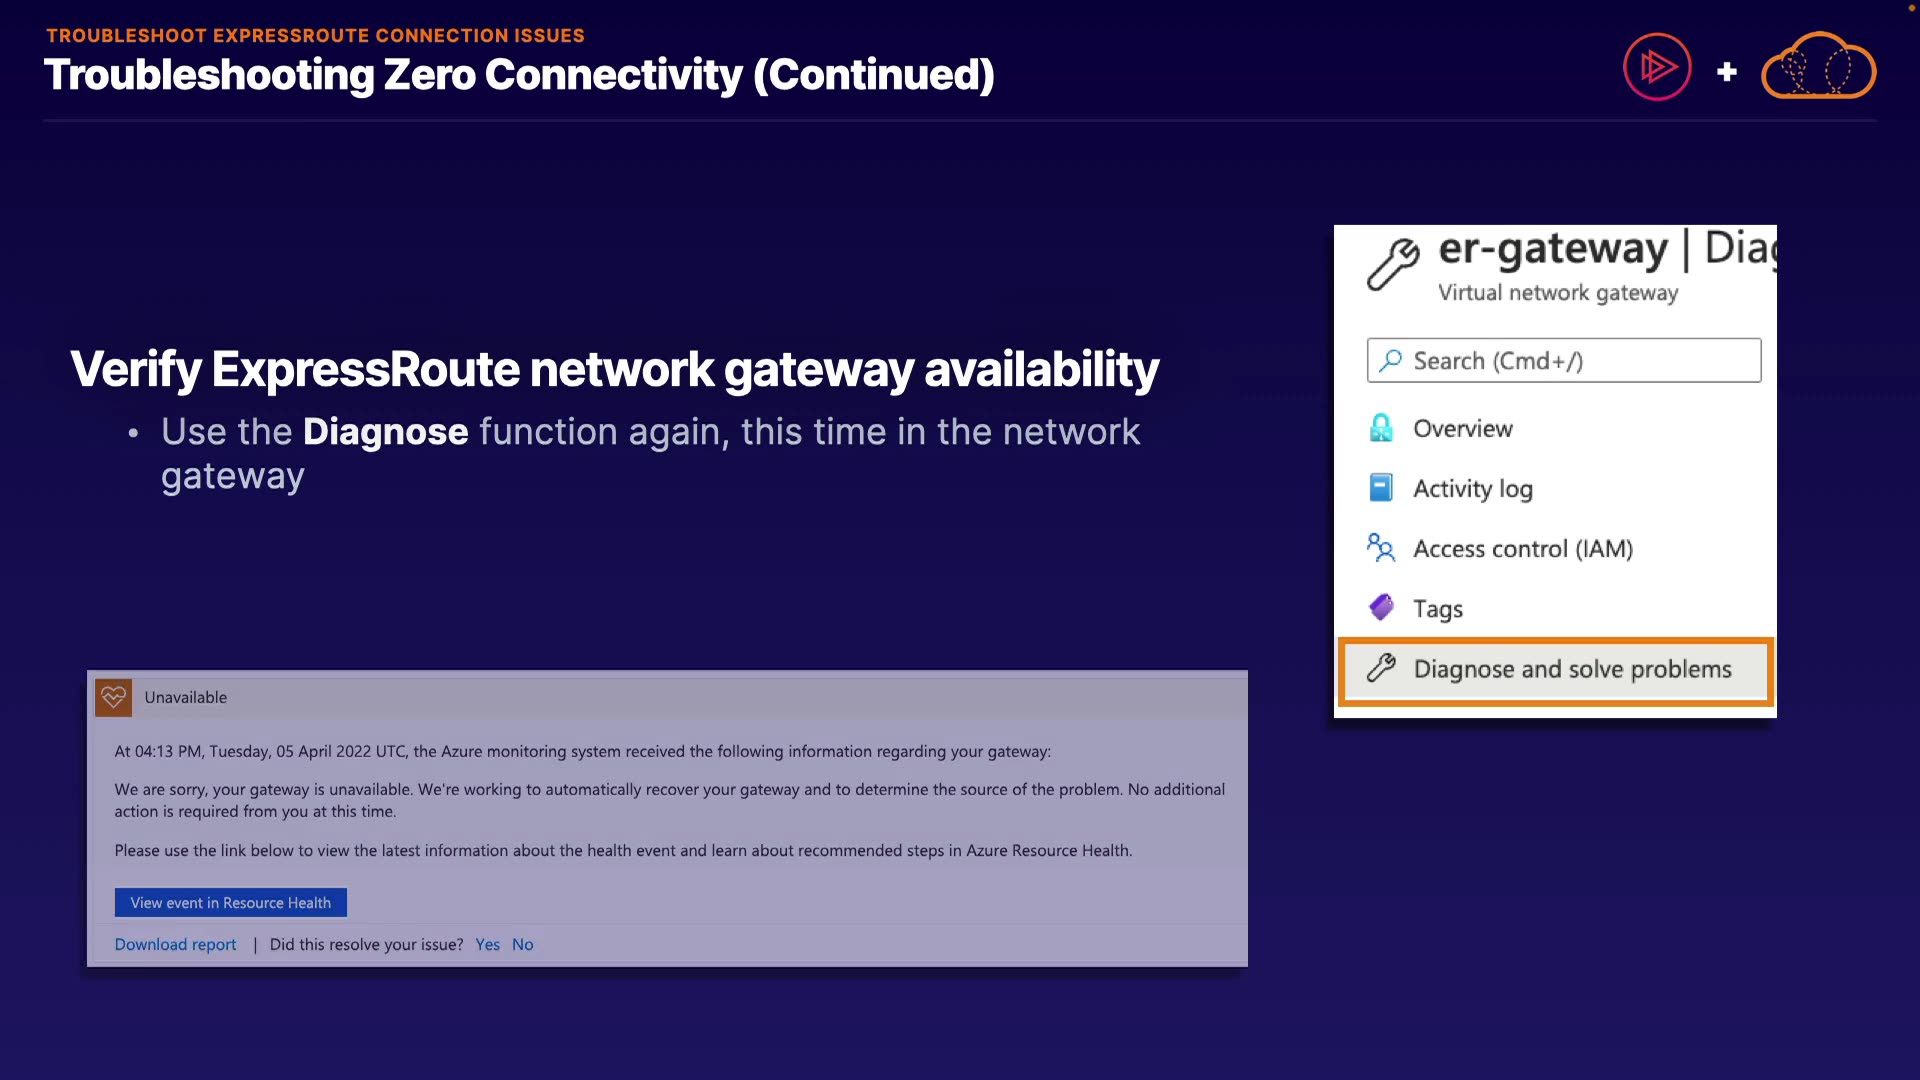 TROUBLESHOOT EXPRESSROUTE CONNECTION ISSUES
Troubleshooting Zero Connectivity (Continued)
Verify ExpressRoute network gateway availability
• Use the Diagnose function again, this time in the network
gateway
er-gateway | Diag
Virtual network gateway
Search (Cmd+/)
Overview
Activity log
Access control (IAM)
Tags
Diagnose and solve problems
Unavailable
At 04:13 PM, Tuesday, 05 April 2022 UTC, the Azure monitoring system received the following information regarding your gateway:
We are sorry, your gateway is unavailable. We're working to automatically recover your gateway and to determine the source of the problem. No additional
action is required from you at this time.
Please use the link below to view the latest information about the health event and learn about recommended steps in Azure Resource Health.
View event in Resource Health
Download report | Did this resolve your issue? Yes No